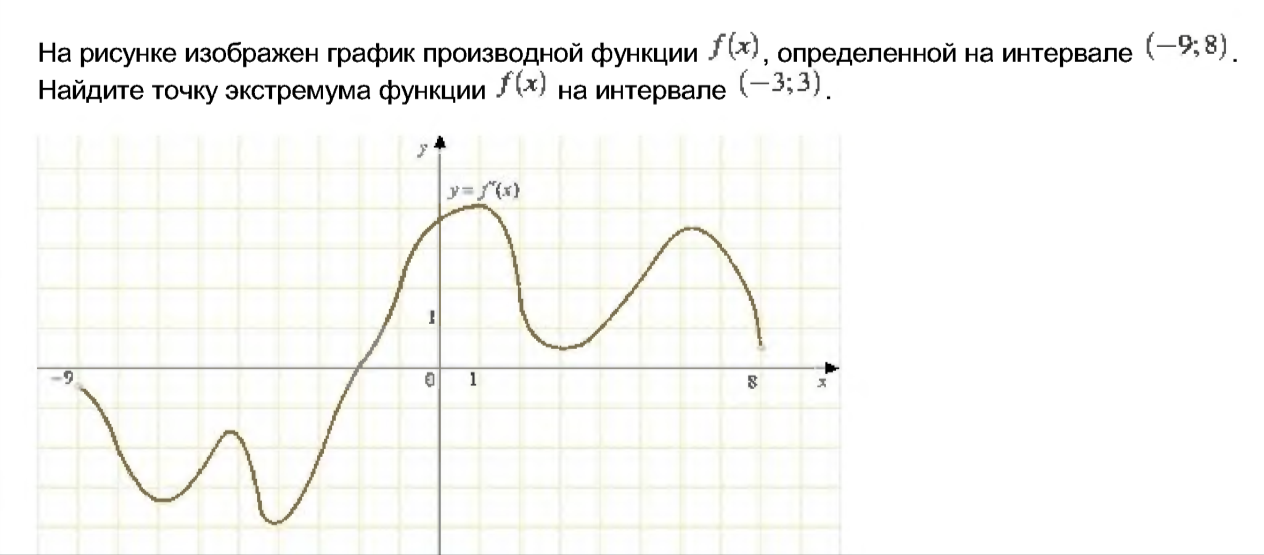 На рисунке изображен график производной функции f(x), определенной на интервале (−9;8).
Найдите точку экстремума функции f(x) на интервале (−3;3).
y
y = f'(x)
1
−9
0
1
8
x